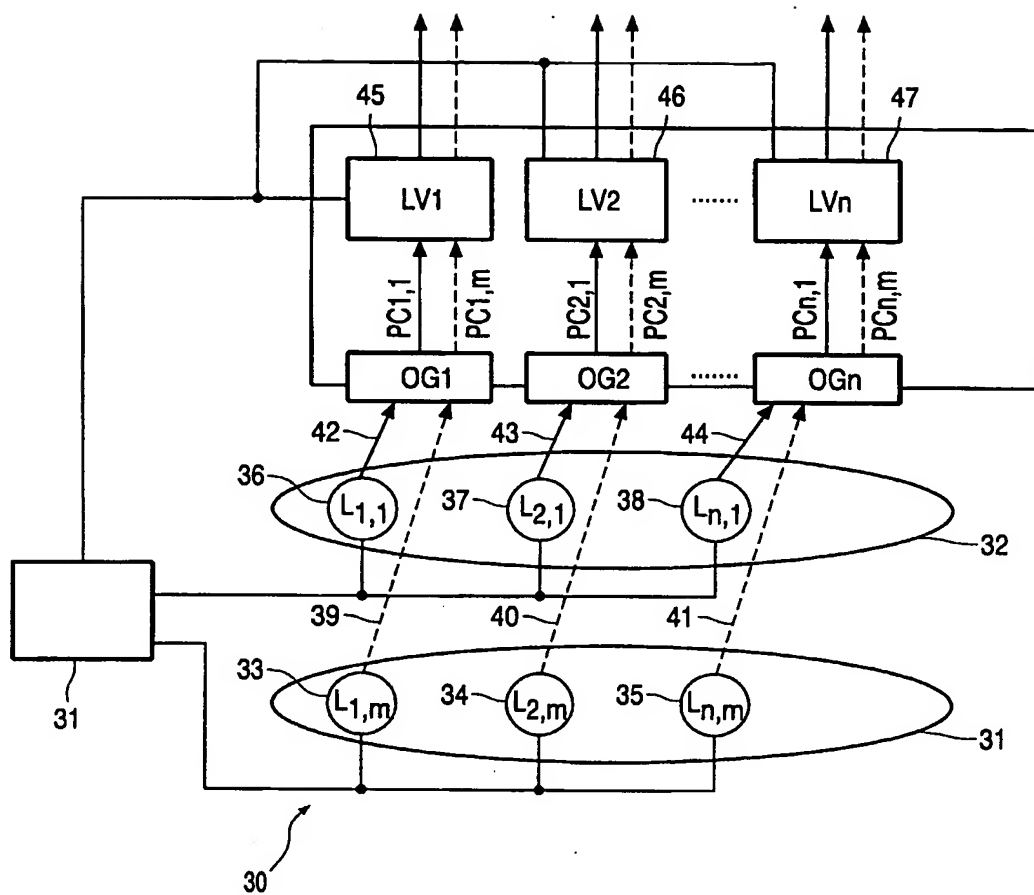 45
46
47
LV1
LV2
.......
LVn
PC1,1
PC1,m
PC2,1
PC2,m
PCn,1
PCn,m
OG1
OG2
.......
OGn
42
43
44
36
37
38
L1,1
L2,1
Ln,1
32
39
40
41
31
33
34
35
L1,m
L2,m
Ln,m
31
30